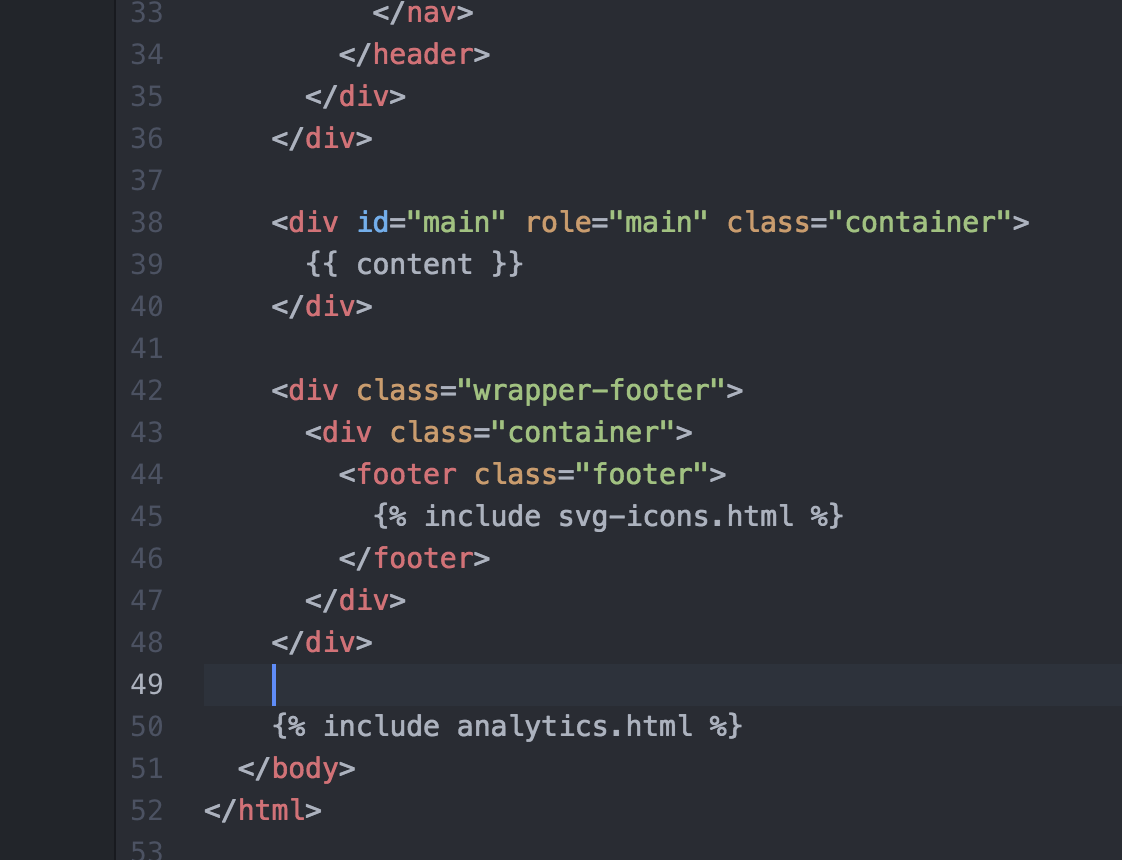 33 </nav>
34 </header>
35 </div>
36 </div>
37
38 <div id="main" role="main" class="container">
39 {{ content }}
40 </div>
41
42 <div class="wrapper-footer">
43 <div class="container">
44 <footer class="footer">
45 {% include svg-icons.html %}
46 </footer>
47 </div>
48 </div>
49
50 {% include analytics.html %}
51 </body>
52 </html>
53